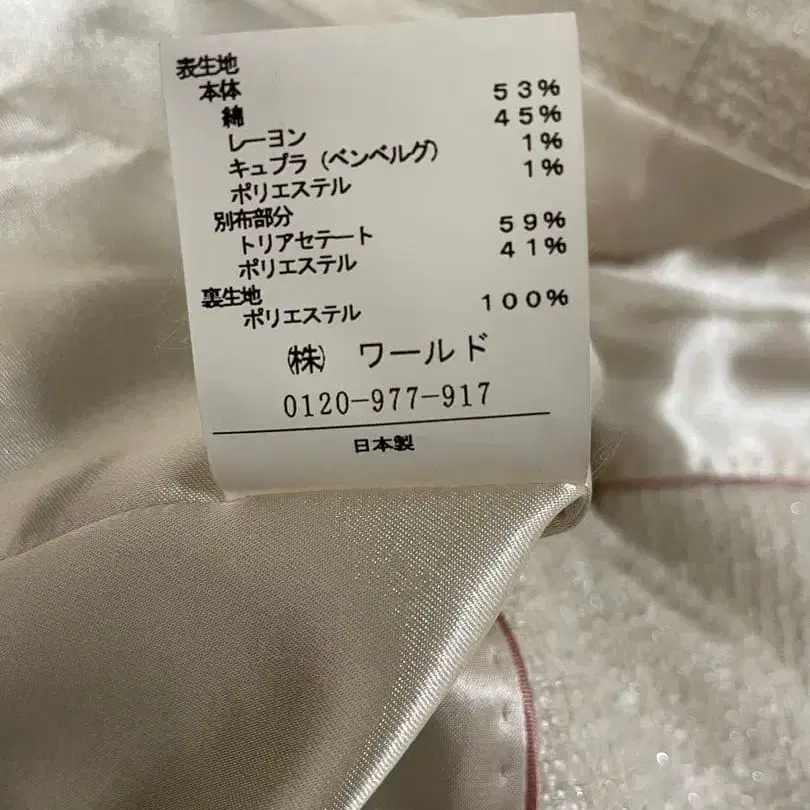 表生地
本体
綿 53%
レーヨン 45%
キュプラ (ベンベルグ) 1%
ポリエステル 1%
別布部分
トリアセテート 59%
ポリエステル 41%
裏生地
ポリエステル 100%
㈱ ワールド
0120-977-917
日本製